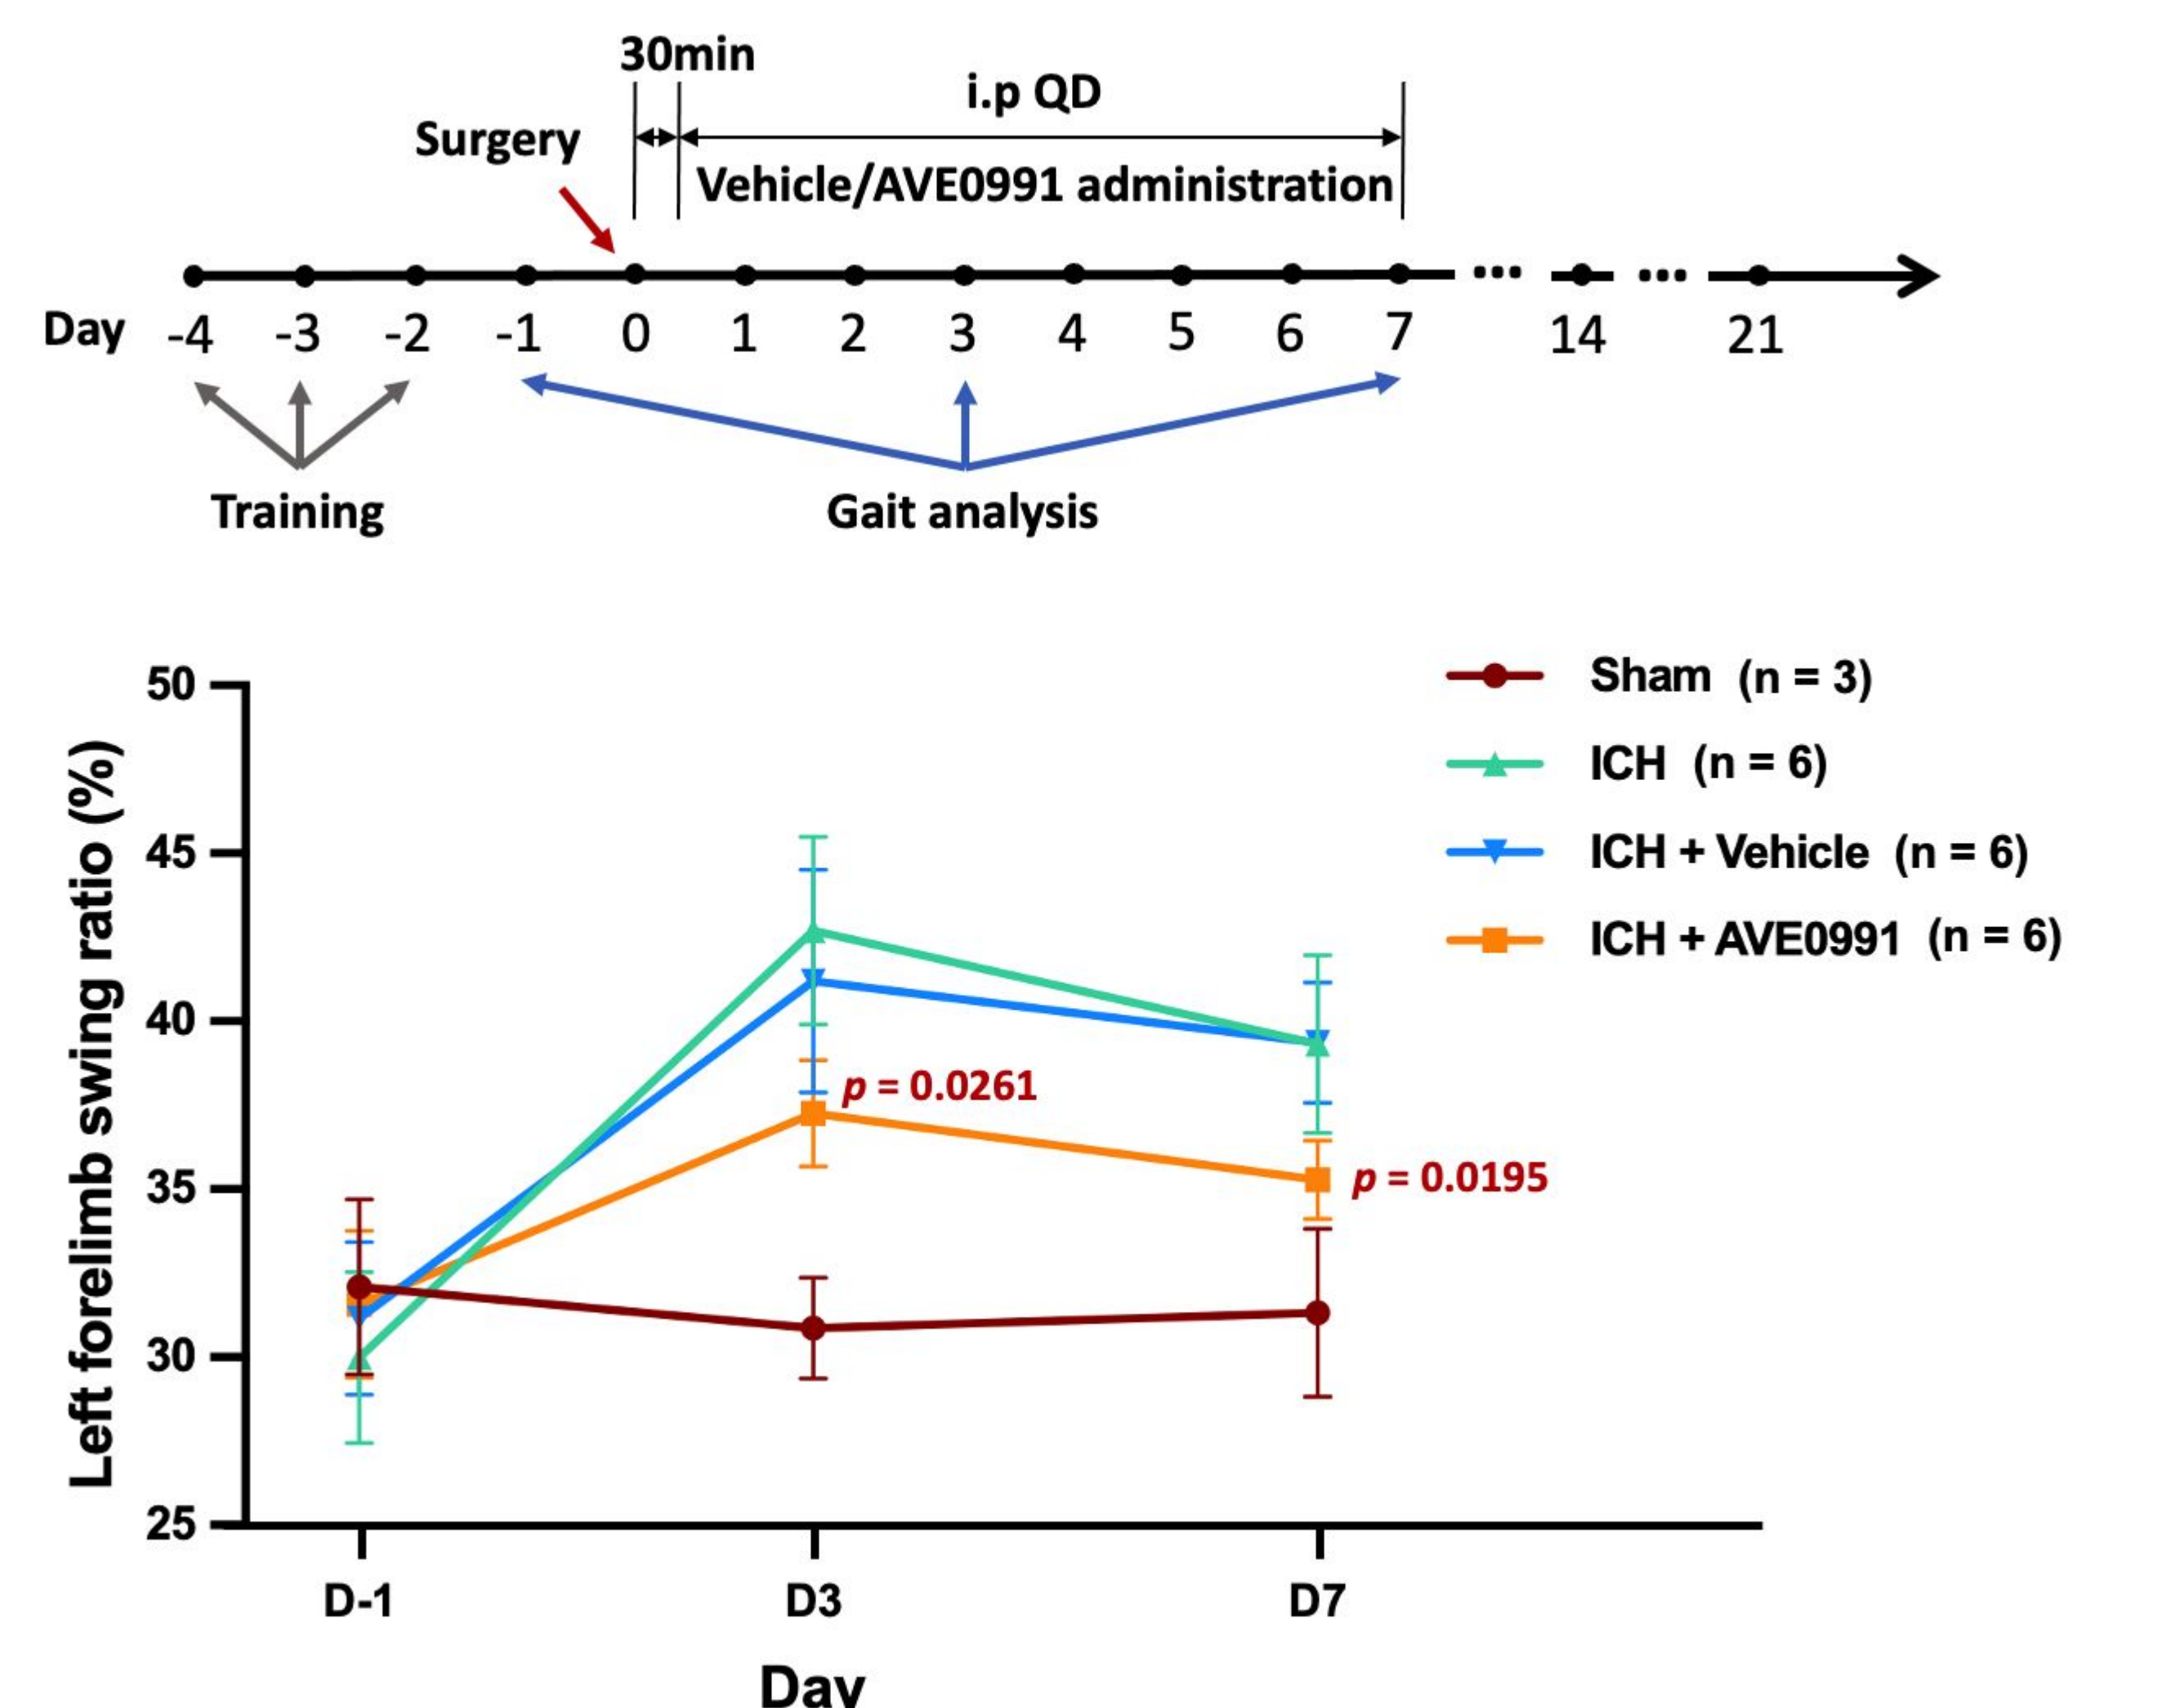 30min
i.p QD
Surgery
Vehicle/AVE0991 administration
... ...
Day -4 -3 -2 -1 0 1 2 3 4 5 6 7 14 21
Training
Gait analysis
50
45
40
35
30
25
Left forelimb swing ratio (%)
Sham (n = 3)
ICH (n = 6)
ICH + Vehicle (n = 6)
ICH + AVE0991 (n = 6)
p = 0.0261
p = 0.0195
D-1 D3 D7
Day